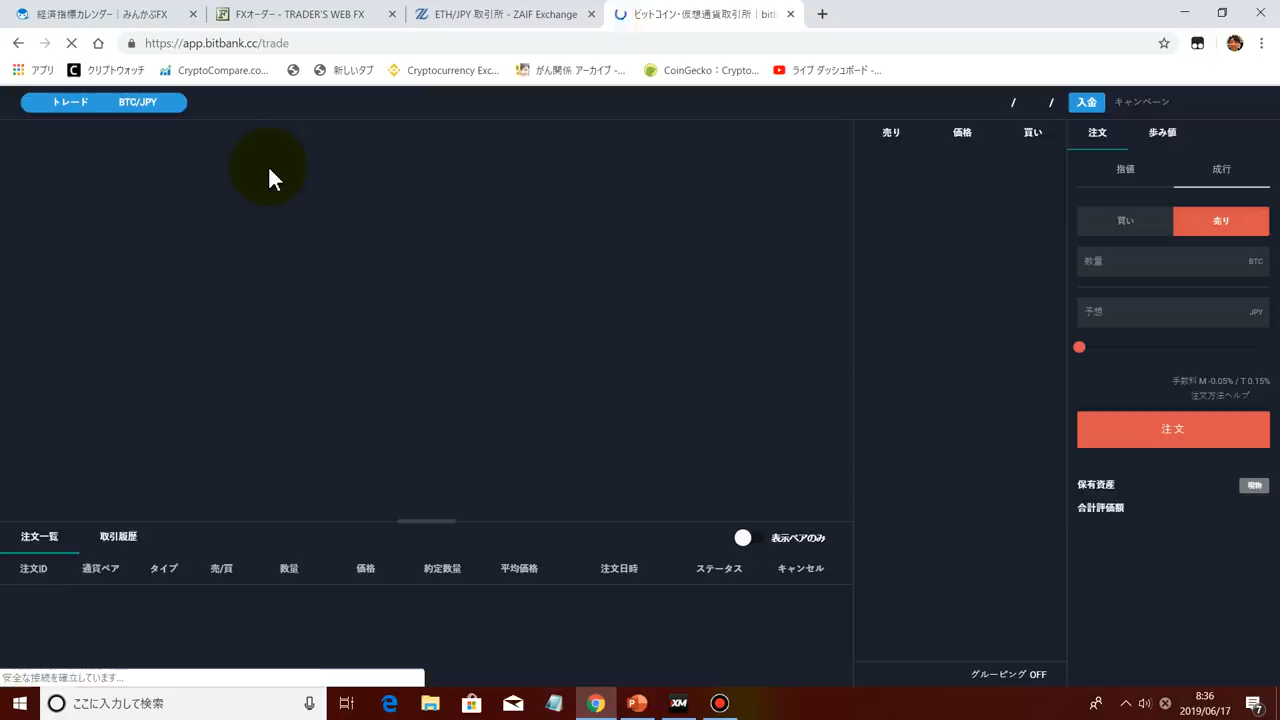 経済指標カレンダー｜みんかぶFX
FXオーダー - TRADER'S WEB FX
ETH/JPY 取引所 - ZAIF Exchange
ビットコイン・仮想通貨取引所｜bitb
https://app.bitbank.cc/trade
アプリ
クリプトウォッチ
CryptoCompare.co...
新しいタブ
Cryptocurrency Exc...
がん関係 アーカイブ - ...
CoinGecko：Crypto...
ライブ ダッシュボード - ...
トレード BTC/JPY
/ /
入金
キャンペーン
売り 価格 買い
注文 歩み値
指値 成行
買い 売り
数量 BTC
予想 JPY
手数料 M -0.05% / T 0.15%
注文方法ヘルプ
注文
保有資産 現物
合計評価額
注文一覧 取引履歴 表示ペアのみ
注文ID 通貨ペア タイプ 売/買 数量 価格 約定数量 平均価格 注文日時 ステータス キャンセル
グルーピング OFF
安全な接続を確立しています...
ここに入力して検索
XM
8:36
2019/06/17
7